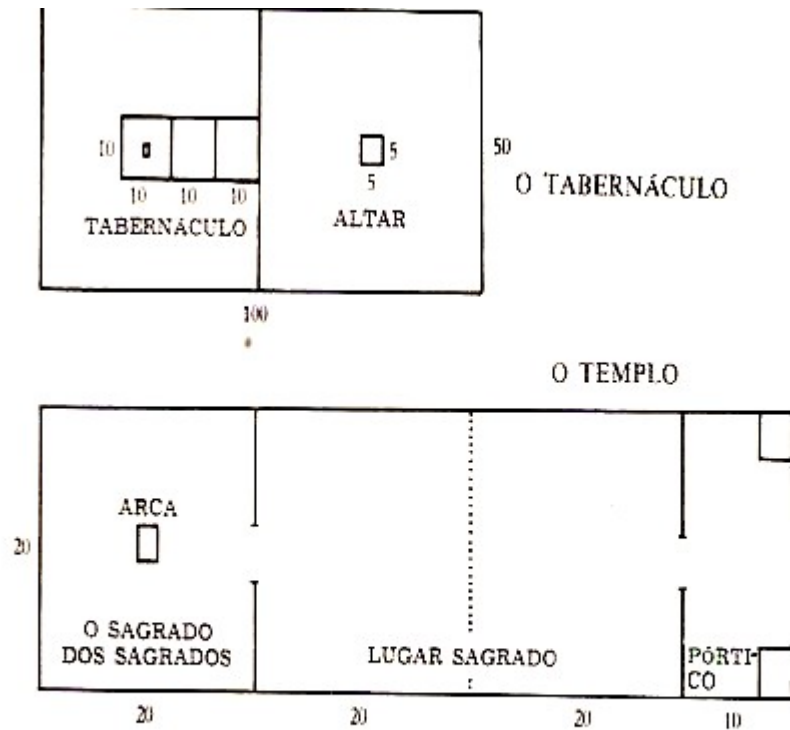 10
5
50
5
O TABERNÁCULO
10 10 10
TABERNÁCULO
ALTAR
100
O TEMPLO
ARCA
20
O SAGRADO
DOS SAGRADOS
LUGAR SAGRADO
PÓRTI-
CO
20 20 20 10